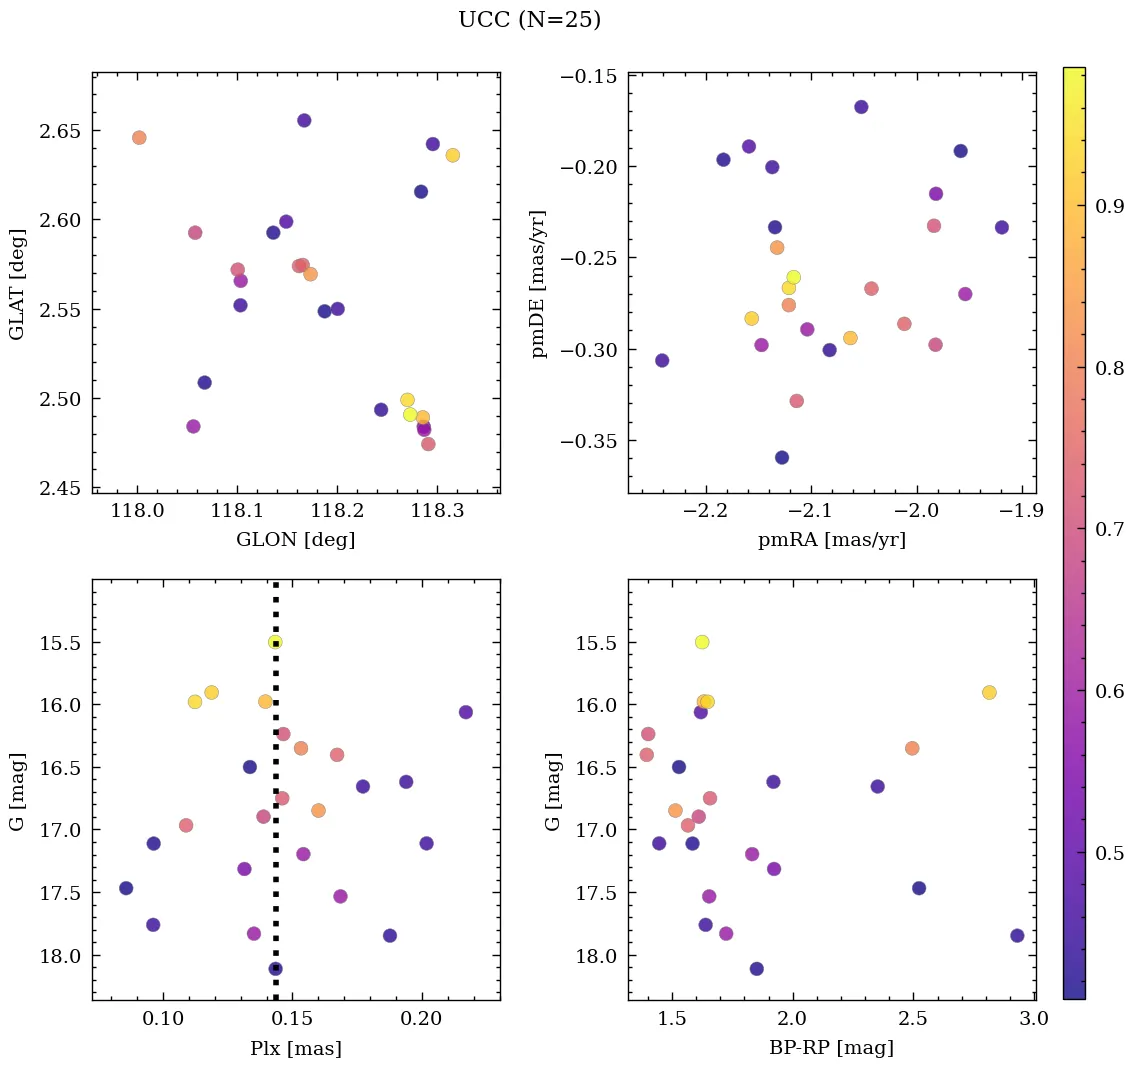 UCC (N=25)
2.65
2.60
2.55
2.50
2.45
GLAT [deg]
118.0 118.1 118.2 118.3
GLON [deg]
−0.15
−0.20
−0.25
−0.30
−0.35
pmDE [mas/yr]
−2.2 −2.1 −2.0 −1.9
pmRA [mas/yr]
15.5
16.0
16.5
17.0
17.5
18.0
G [mag]
0.10 0.15 0.20
Plx [mas]
15.5
16.0
16.5
17.0
17.5
18.0
G [mag]
1.5 2.0 2.5 3.0
BP-RP [mag]
0.9
0.8
0.7
0.6
0.5